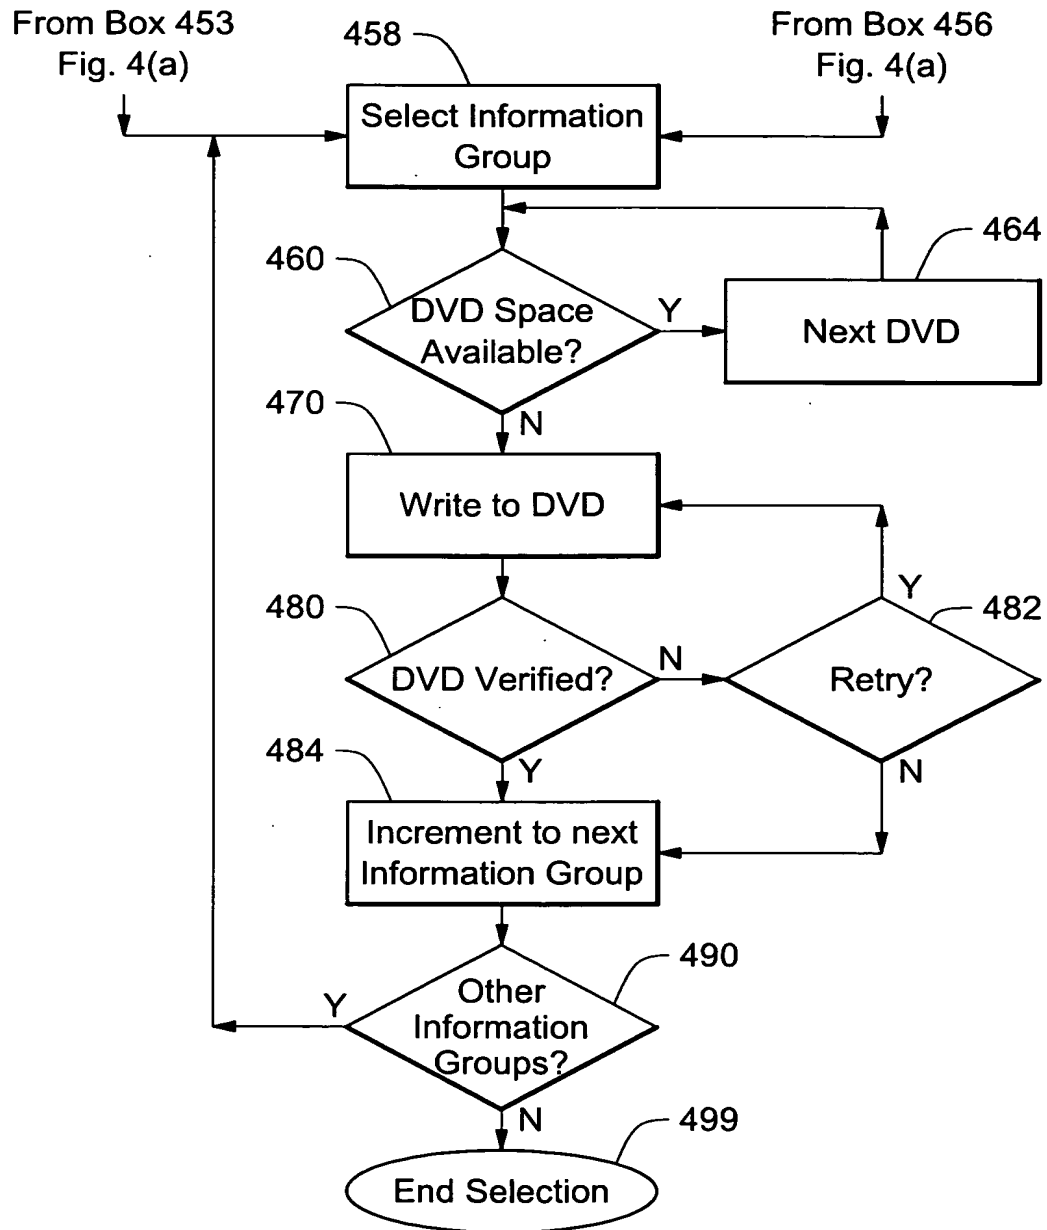 From Box 453
Fig. 4(a)
458
From Box 456
Fig. 4(a)
Select Information
Group
460
464
DVD Space
Available?
Y
Next DVD
N
470
Write to DVD
480
DVD Verified?
N
Y
482
Retry?
Y
N
484
Increment to next
Information Group
490
Other
Information
Groups?
Y
N
499
End Selection